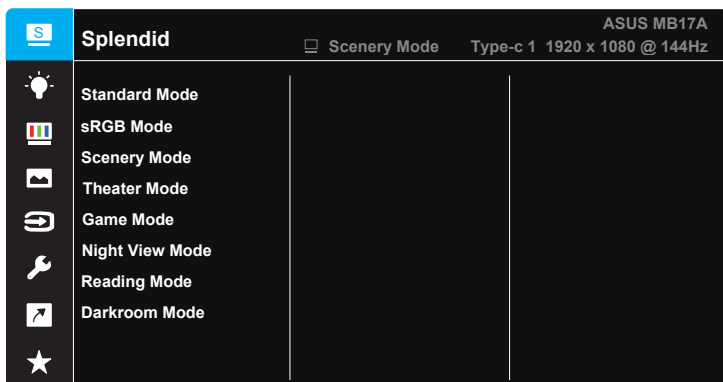 S
Splendid
ASUS MB17A
Scenery Mode
Type-c 1 1920 x 1080 @ 144Hz
Standard Mode
sRGB Mode
Scenery Mode
Theater Mode
Game Mode
Night View Mode
Reading Mode
Darkroom Mode